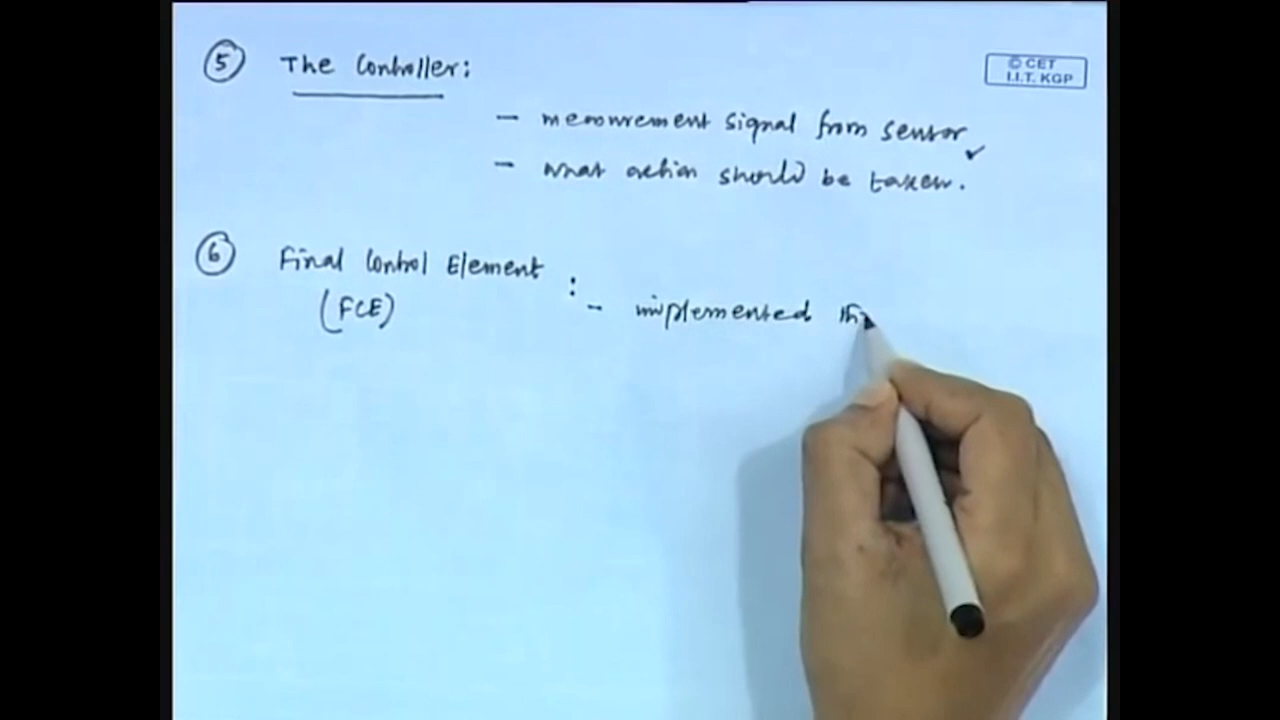 5 The Controller:
© CET
I.I.T. KGP
- measurement signal from sensor ✓
- what action should be taken.
6 Final Control Element :
(FCE)
- implemented th